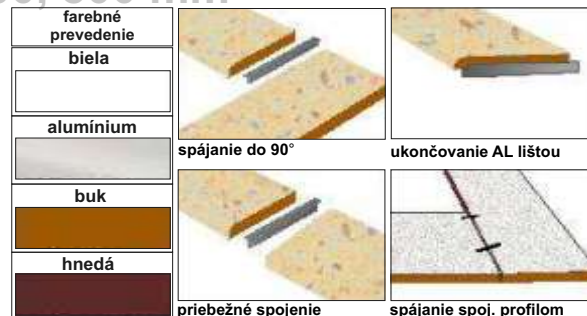 farebné
prevedenie
biela
alumínium
buk
hnedá
spájanie do 90°
ukončovanie AL lištou
priebežné spojenie
spájanie spoj. profilom